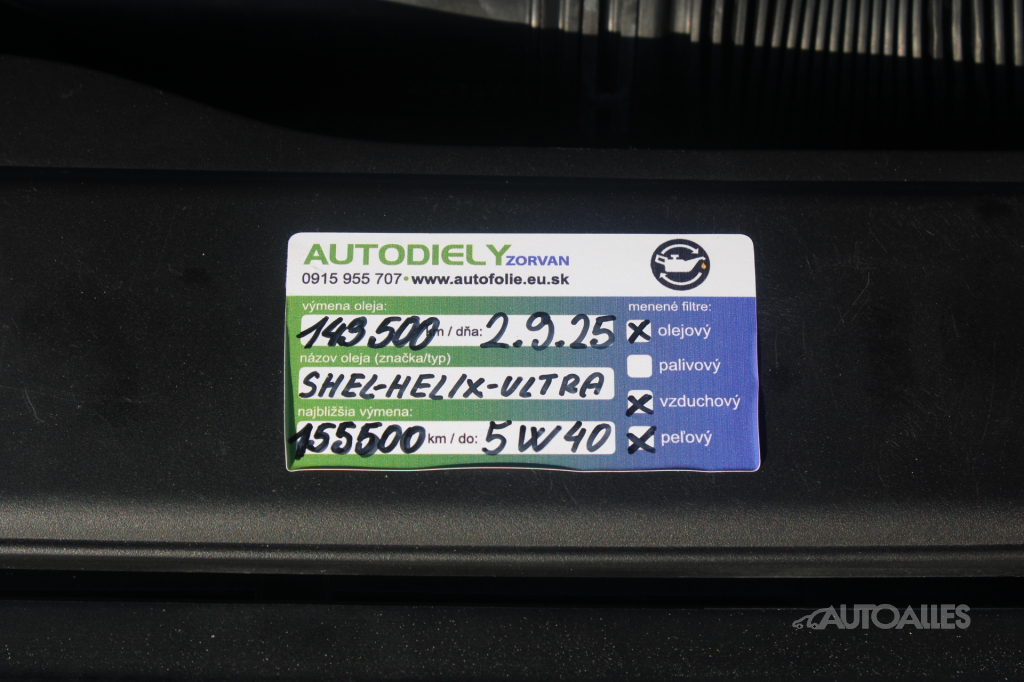 AUTODIELY ZORVAN
0915 955 707 • www.autofolie.eu.sk
výmena oleja:
149.500 km / dňa: 2.9.25
názov oleja (značka/typ)
SHEL-HELIX-ULTRA
najbližšia výmena:
155500 km / do: 5W40
menené filtre:
olejový
palivový
vzduchový
peľový
AUTOALLES